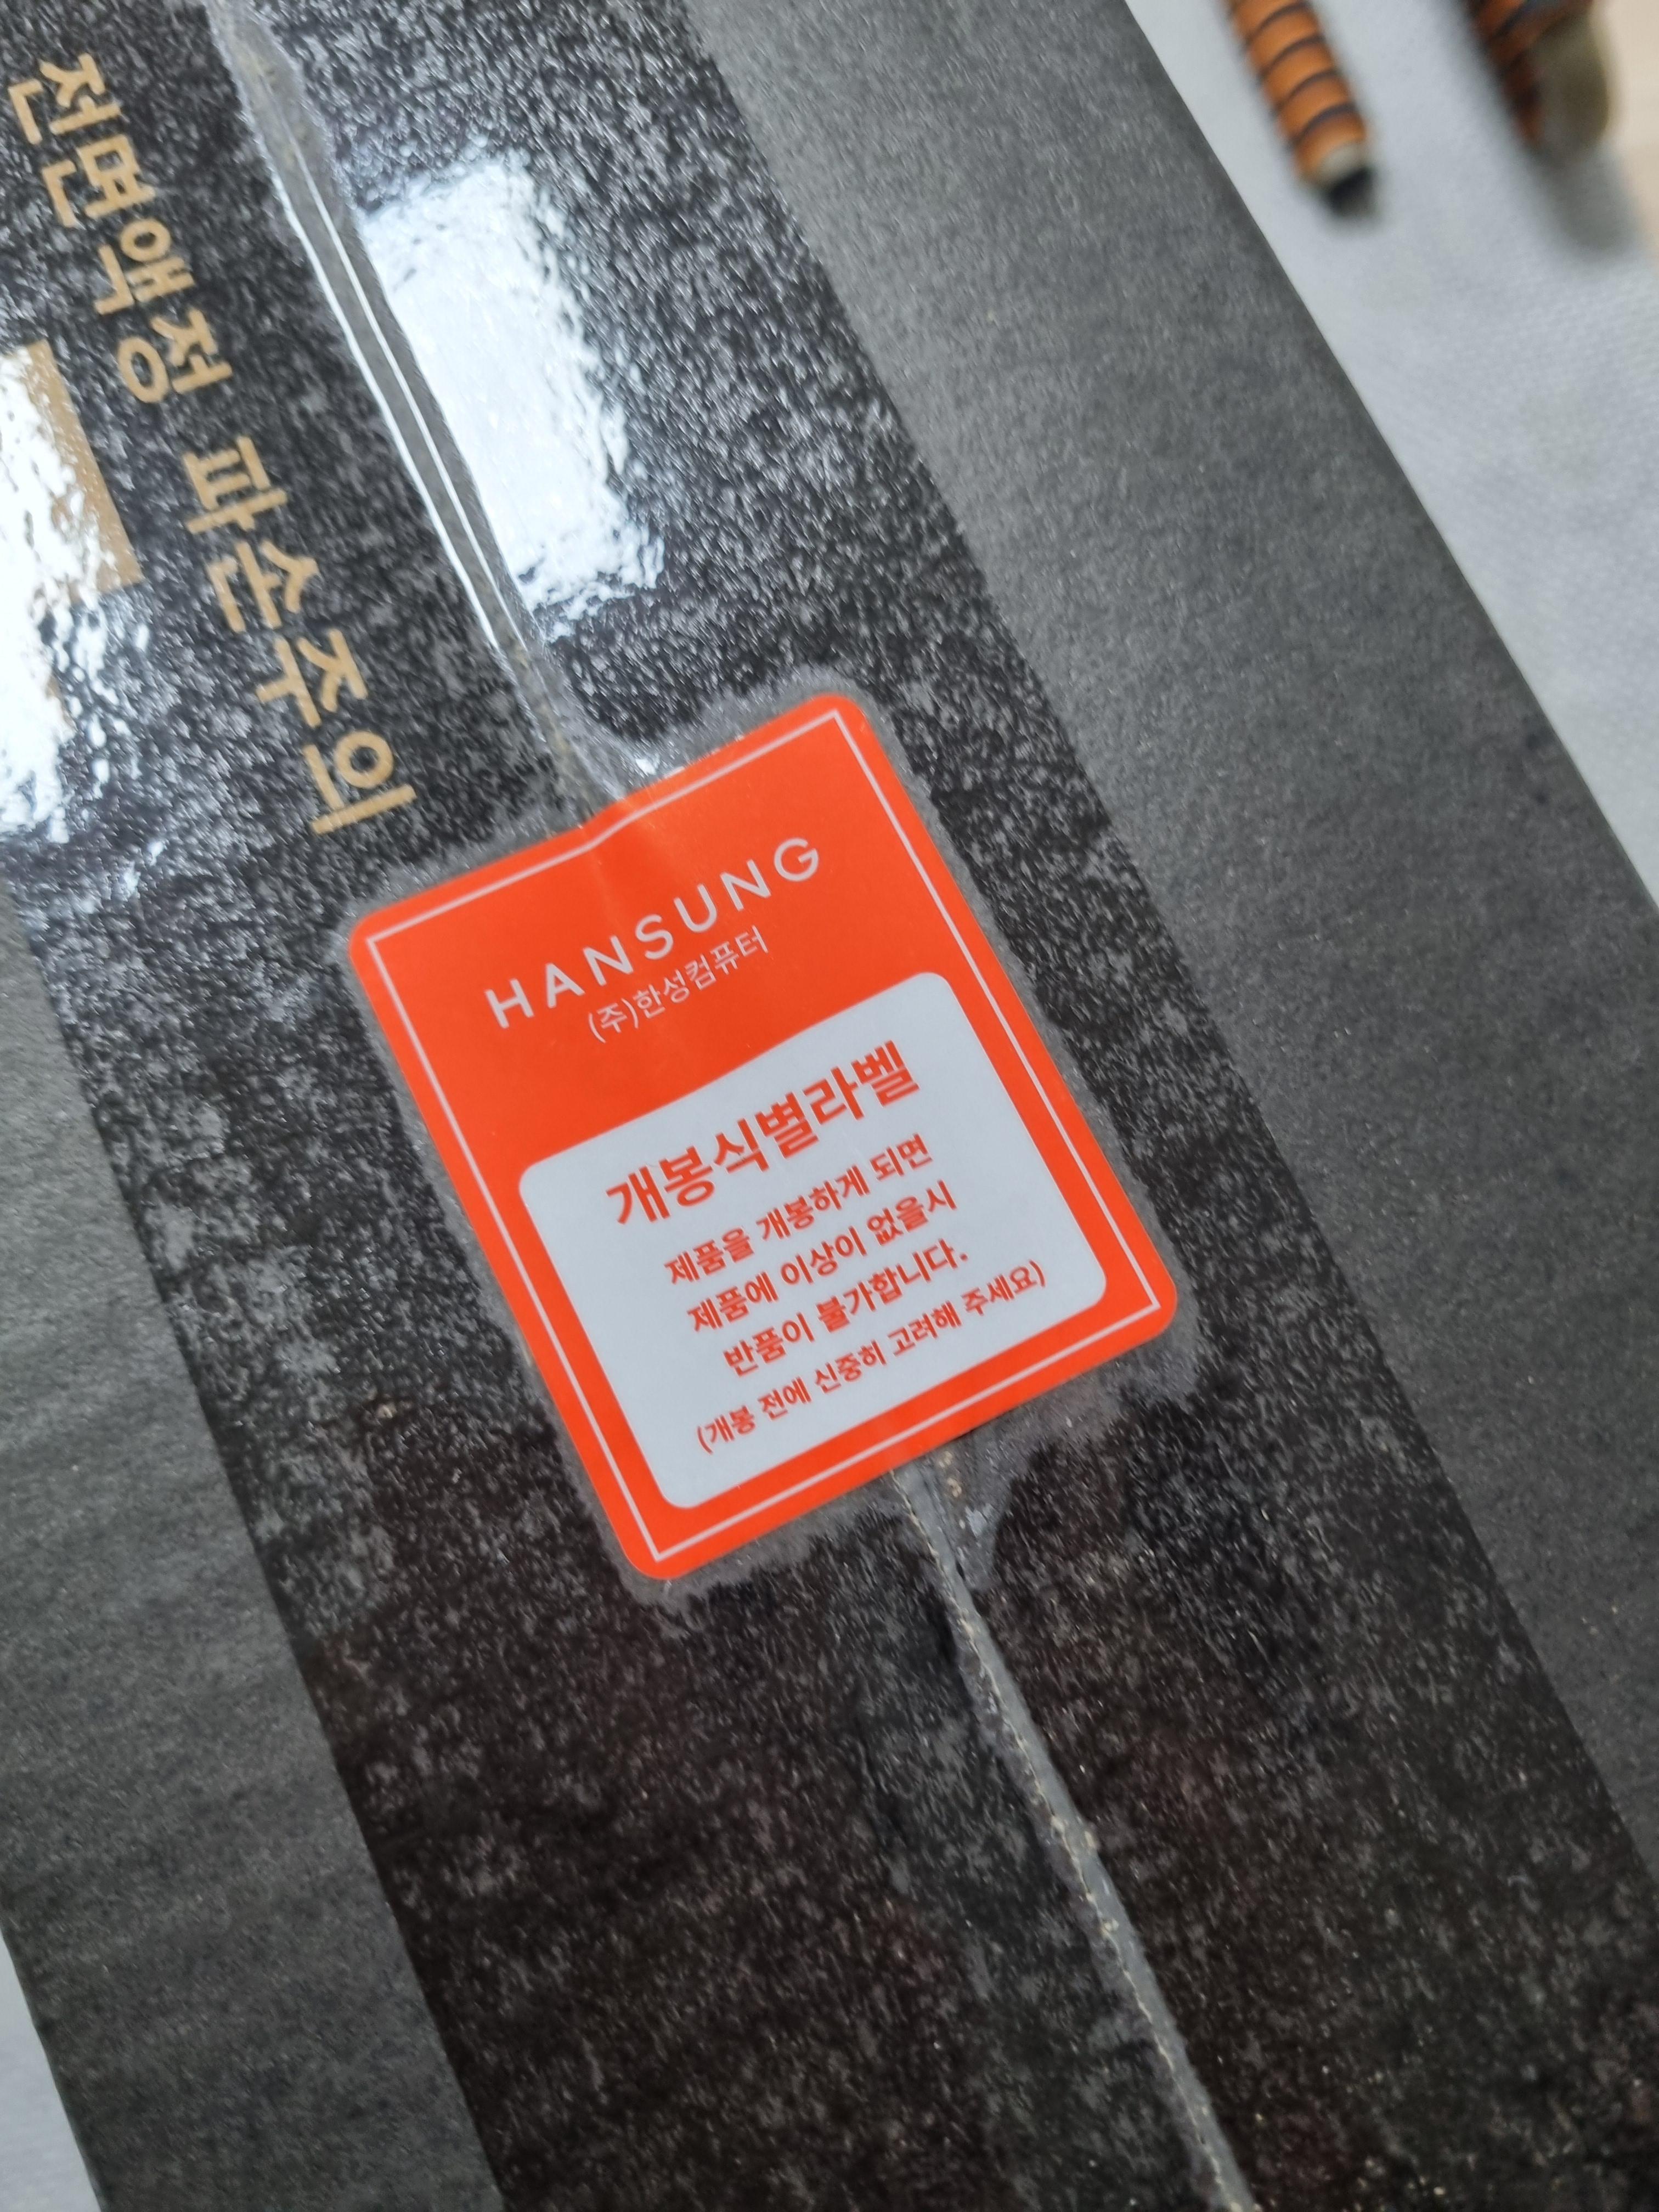 전면액정 파손주의
HANSUNG
(주)한성컴퓨터
개봉식별라벨
제품을 개봉하게 되면
제품에 이상이 없을시
반품이 불가합니다.
(개봉 전에 신중히 고려해 주세요)